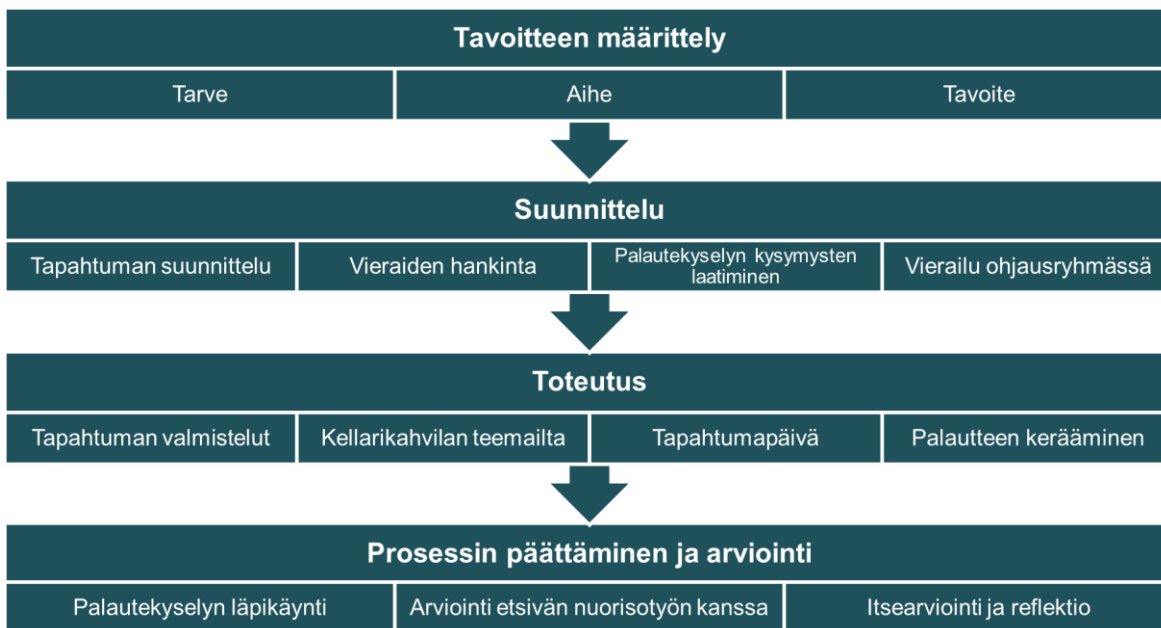 Tavoitteen määrittely
Tarve
Aihe
Tavoite
Suunnittelu
Tapahtuman suunnittelu
Vieraiden hankinta
Palautekyselyn kysymysten
laatiminen
Vierailu ohjausryhmässä
Toteutus
Tapahtuman valmistelut
Kellarikahvilan teemailta
Tapahtumapäivä
Palautteen kerääminen
Prosessin päättäminen ja arviointi
Palautekyselyn läpikäynti
Arviointi etsivän nuorisotyön kanssa
Itsearviointi ja reflektio